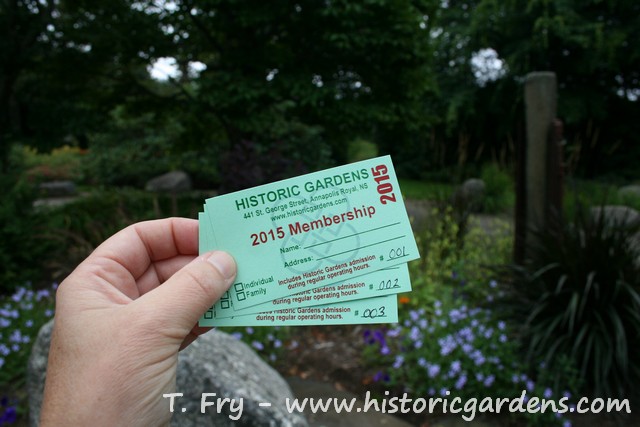 HISTORIC GARDENS
441 St. George Street, Annapolis Royal, NS
www.historicgardens.com
2015
2015 Membership
Name:
Address:
Individual
Family
Includes Historic Gardens admission
during regular operating hours.
# 001
Includes Historic Gardens admission
during regular operating hours.
# 002
Historic Gardens admission
during regular operating hours.
# 003
T. Fry - www.historicgardens.com